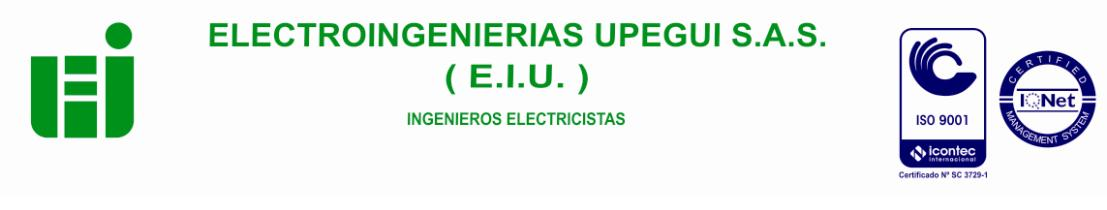 ELECTROINGENIERIAS UPEGUI S.A.S.
( E.I.U. )
INGENIEROS ELECTRICISTAS
ISO 9001
icontec
internacional
Certificado Nº SC 3729-1
CERTIFIED
IQNet
MANAGEMENT SYSTEM